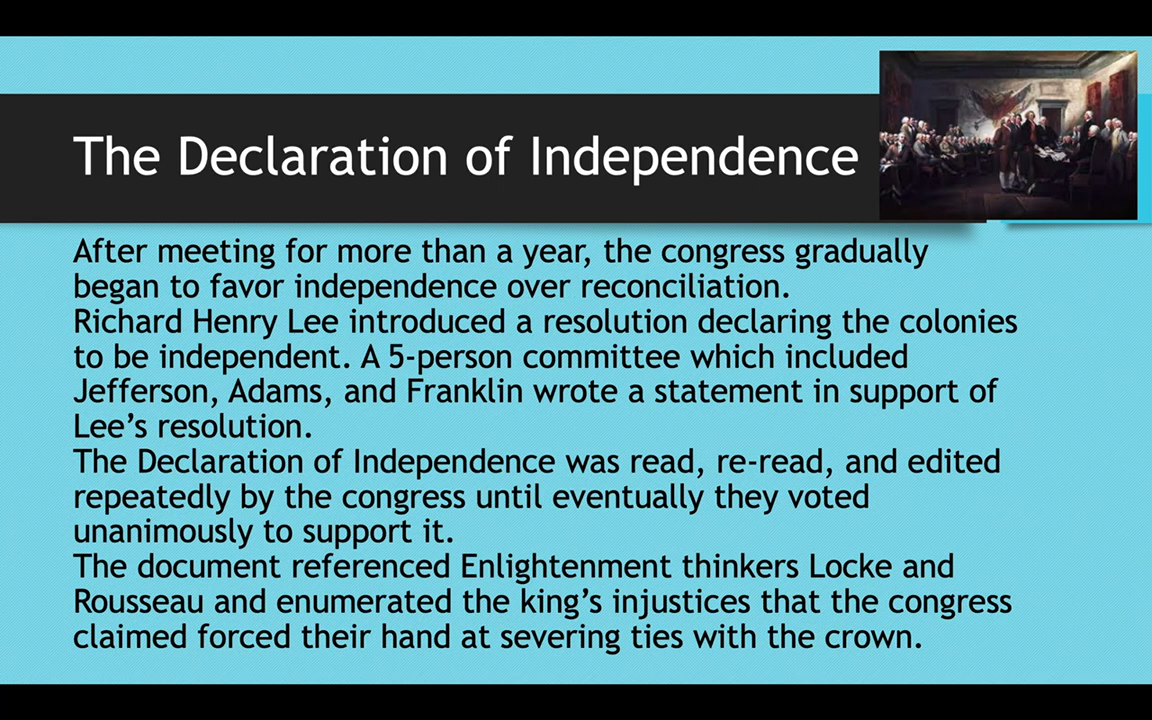 The Declaration of Independence
After meeting for more than a year, the congress gradually
began to favor independence over reconciliation.
Richard Henry Lee introduced a resolution declaring the colonies
to be independent. A 5-person committee which included
Jefferson, Adams, and Franklin wrote a statement in support of
Lee’s resolution.
The Declaration of Independence was read, re-read, and edited
repeatedly by the congress until eventually they voted
unanimously to support it.
The document referenced Enlightenment thinkers Locke and
Rousseau and enumerated the king’s injustices that the congress
claimed forced their hand at severing ties with the crown.